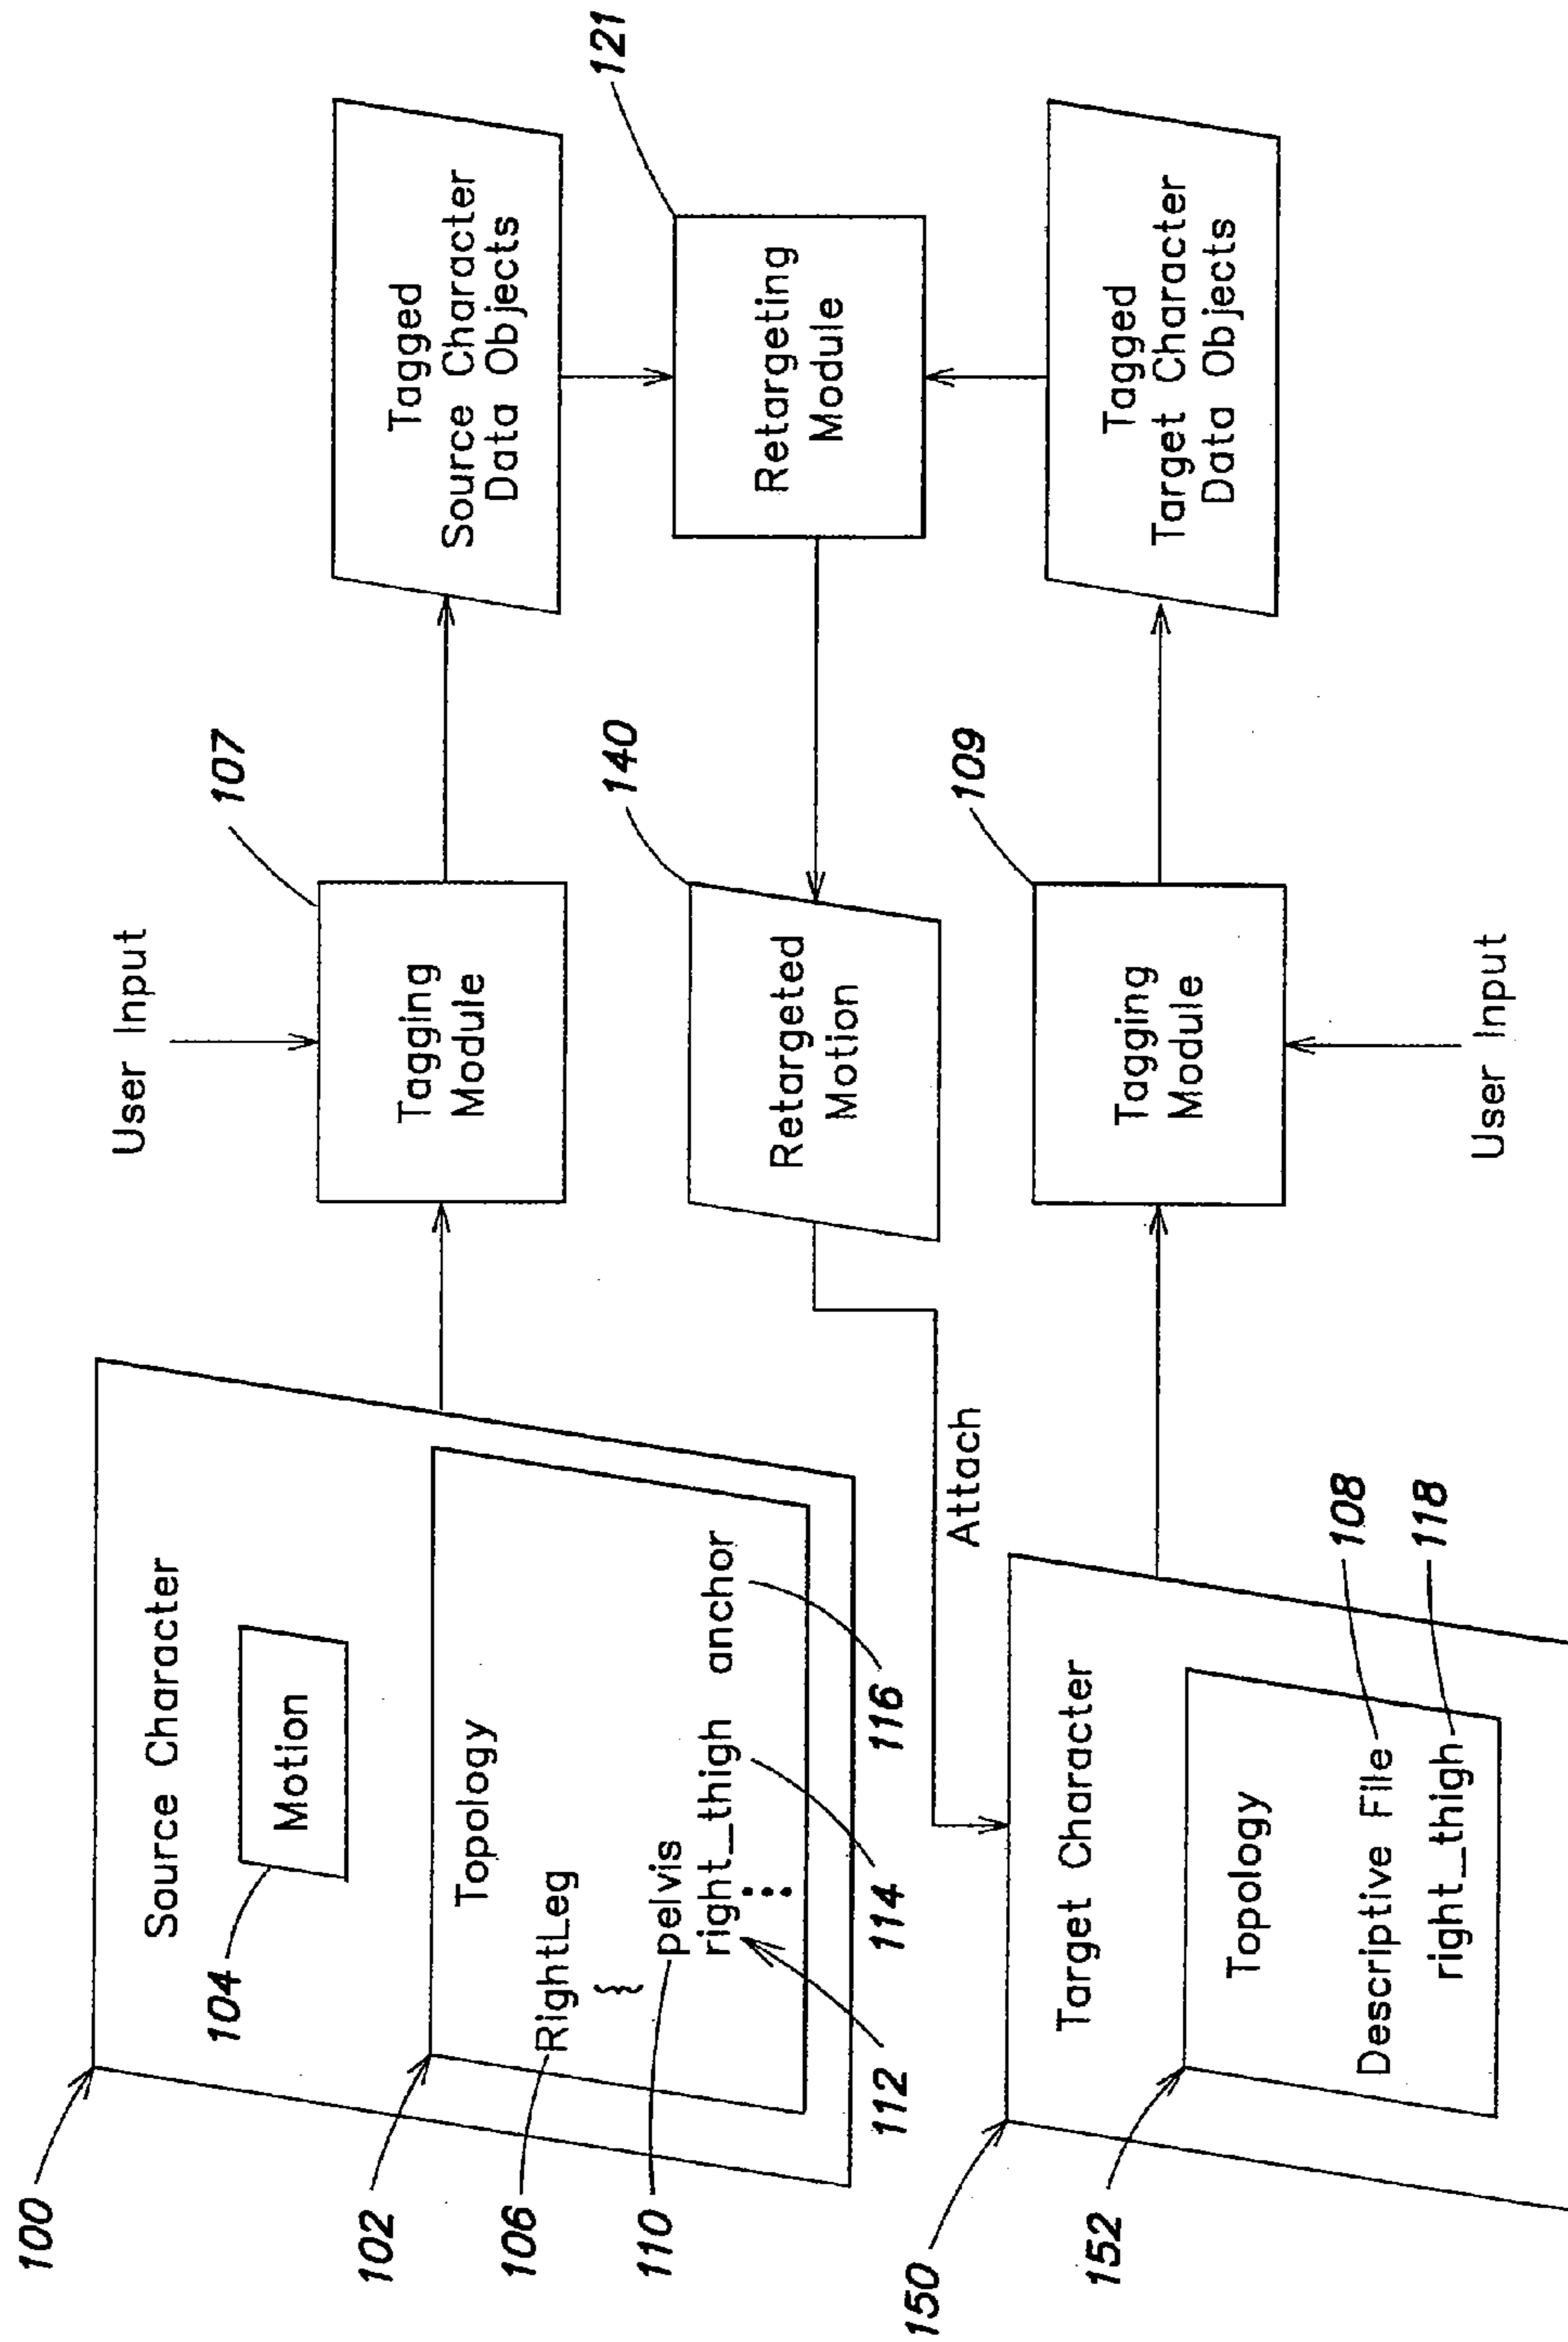 100
Source Character
104
Motion
102
Topology
106
RightLeg
{
110
pelvis
right_thigh anchor
⋮
112
114
116
User Input
107
Tagging
Module
Tagged
Source Character
Data Objects
121
Retargeting
Module
140
Retargeted
Motion
Attach
150
Target Character
152
Topology
Descriptive File
108
right_thigh
118
109
Tagging
Module
User Input
Tagged
Target Character
Data Objects